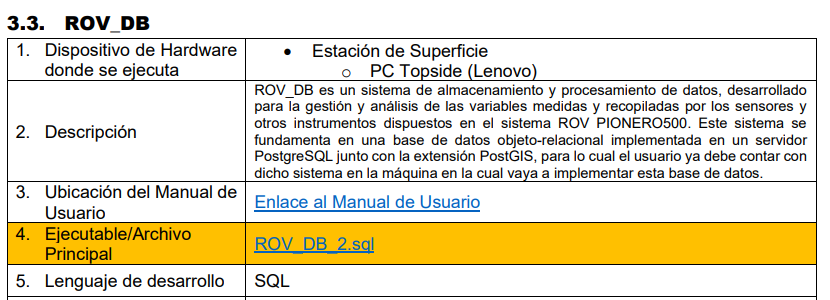 3.3. ROV_DB
1. Dispositivo de Hardware donde se ejecuta
• Estación de Superficie
o PC Topside (Lenovo)
2. Descripción
ROV_DB es un sistema de almacenamiento y procesamiento de datos, desarrollado
para la gestión y análisis de las variables medidas y recopiladas por los sensores y
otros instrumentos dispuestos en el sistema ROV PIONERO500. Este sistema se
fundamenta en una base de datos objeto-relacional implementada en un servidor
PostgreSQL junto con la extensión PostGIS, para lo cual el usuario ya debe contar con
dicho sistema en la máquina en la cual vaya a implementar esta base de datos.
3. Ubicación del Manual de
Usuario
Enlace al Manual de Usuario
4. Ejecutable/Archivo
Principal
ROV_DB_2.sql
5. Lenguaje de desarrollo
SQL